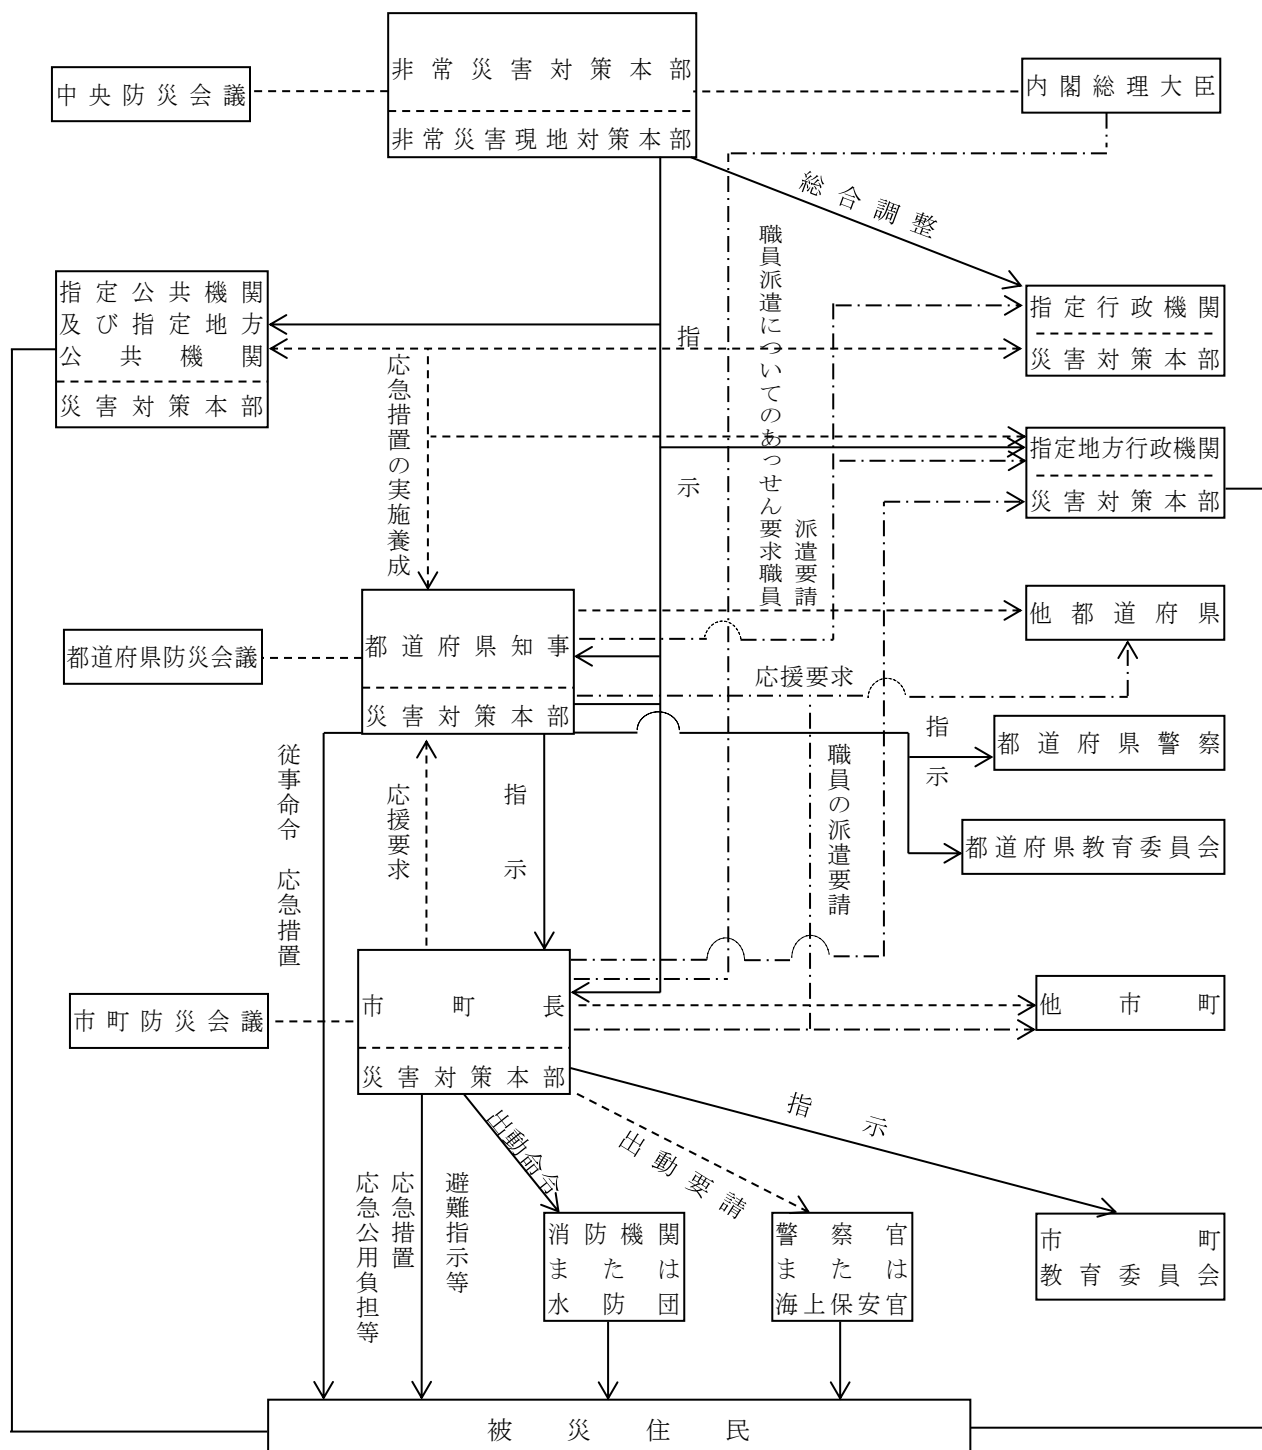 非常災害対策本部
中央防災会議
内閣総理大臣
非常災害現地対策本部
総合調整
職員派遣についてのあっせん要求職員
派遣要請
指定公共機関
及び指定地方
公共機関
災害対策本部
指示
指定行政機関
災害対策本部
応急措置の実施養成
指定地方行政機関
災害対策本部
都道府県知事
災害対策本部
都道府県防災会議
他都道府県
応援要求
指示
都道府県警察
職員の派遣要請
都道府県教育委員会
従事命令 応急措置
応援要求
指示
市町長
災害対策本部
市町防災会議
他市町
出動命令
出動要請
指示
応急公用負担等
応急措置
避難指示等
消防機関
または
水防団
警察官
または
海上保安官
市町
教育委員会
被災住民